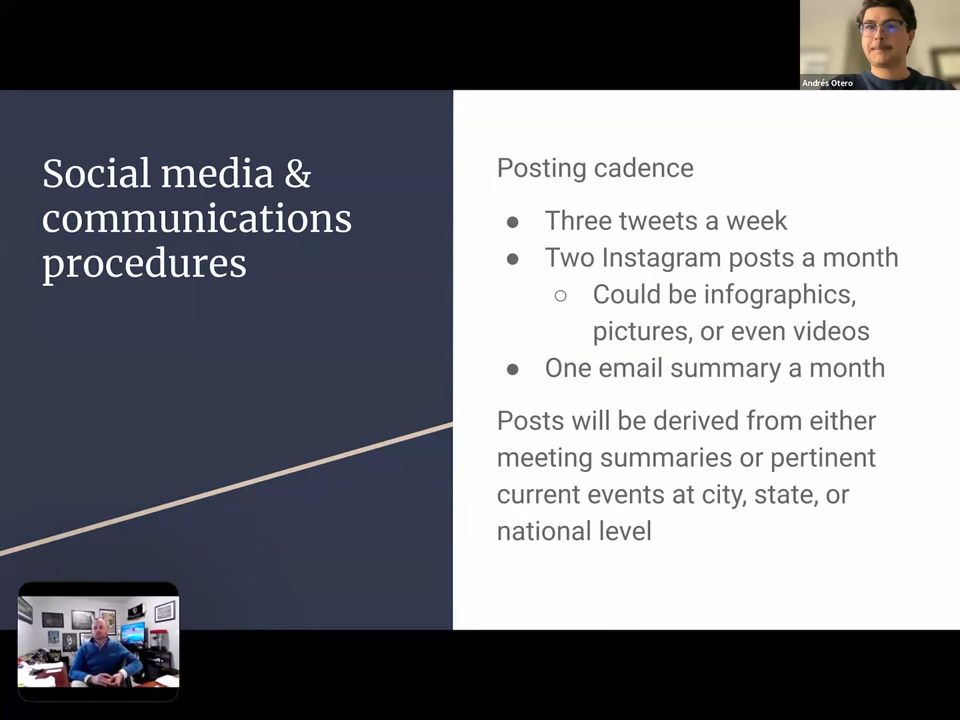 Andrés Otero
Social media &
communications
procedures
Posting cadence
● Three tweets a week
● Two Instagram posts a month
○ Could be infographics,
pictures, or even videos
● One email summary a month
Posts will be derived from either
meeting summaries or pertinent
current events at city, state, or
national level